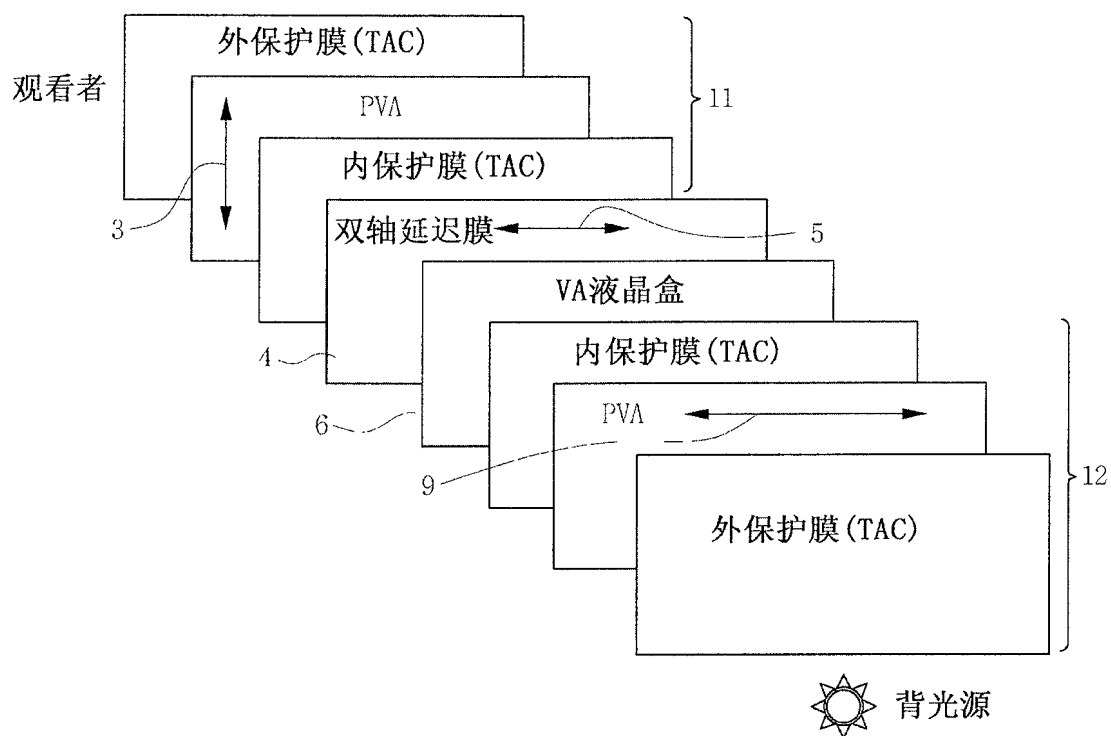 外保护膜(TAC)
观看者
PVA
11
内保护膜(TAC)
3
双轴延迟膜
5
VA液晶盒
内保护膜(TAC)
4
PVA
6
9
12
外保护膜(TAC)
背光源